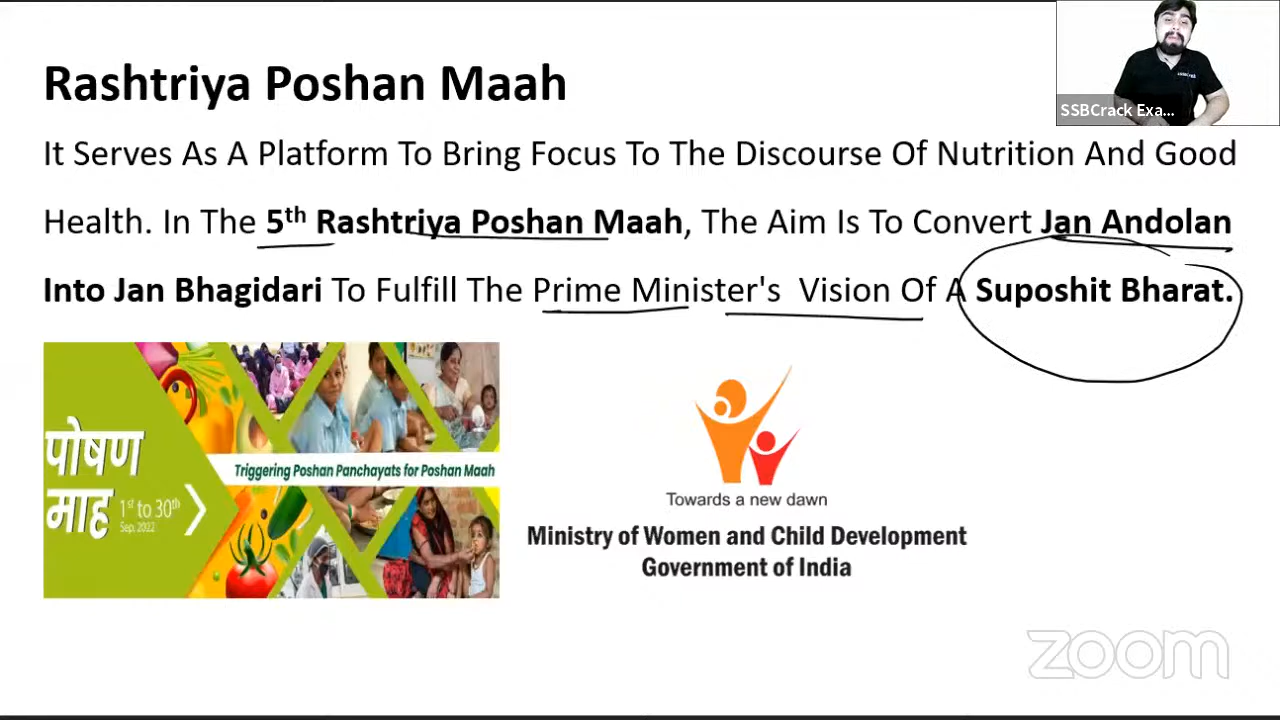 Rashtriya Poshan Maah
SSBCrack Exa...
It Serves As A Platform To Bring Focus To The Discourse Of Nutrition And Good
Health. In The 5th Rashtriya Poshan Maah, The Aim Is To Convert Jan Andolan
Into Jan Bhagidari To Fulfill The Prime Minister's Vision Of A Suposhit Bharat.
पोषण
माह
1st to 30th
Sep. 2022
Triggering Poshan Panchayats for Poshan Maah
Towards a new dawn
Ministry of Women and Child Development
Government of India
zoom